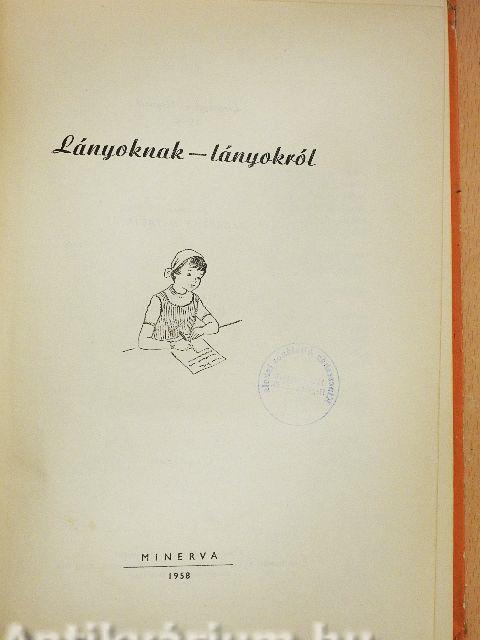 Lányoknak — lányokról
MINERVA
1958
Antikvárium.hu